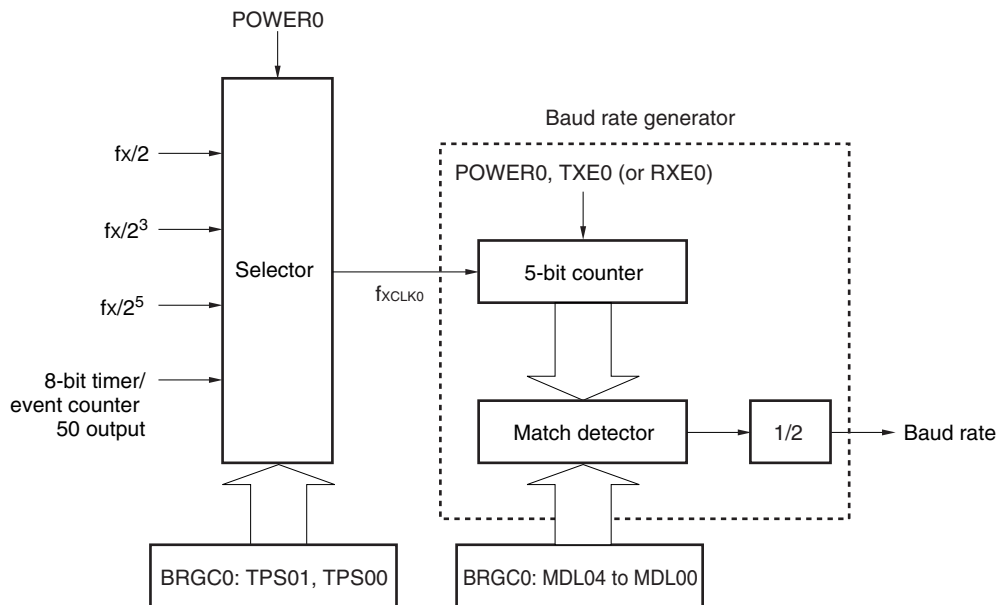 POWER0
Baud rate generator
fx/2
POWER0, TXE0 (or RXE0)
fx/2³
Selector
5-bit counter
fXCLK0
fx/2⁵
8-bit timer/
event counter
50 output
Match detector
1/2
Baud rate
BRGC0: TPS01, TPS00
BRGC0: MDL04 to MDL00